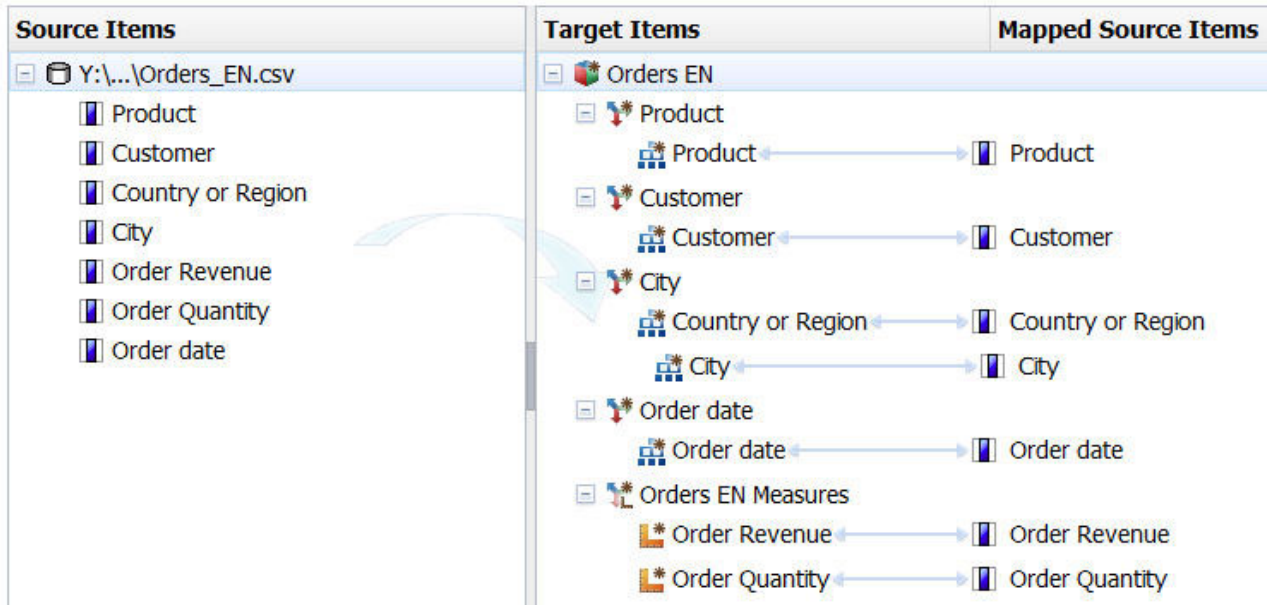 Source Items
Y:\...\Orders_EN.csv
Product
Customer
Country or Region
City
Order Revenue
Order Quantity
Order date
Target Items Mapped Source Items
Orders EN
Product
Product Product
Customer
Customer Customer
City
Country or Region Country or Region
City City
Order date
Order date Order date
Orders EN Measures
Order Revenue Order Revenue
Order Quantity Order Quantity